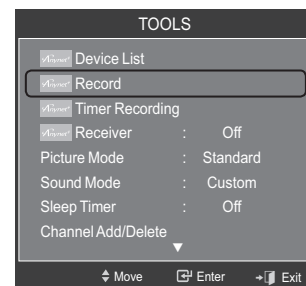 TOOLS
Device List
Record
Timer Recording
Receiver : Off
Picture Mode : Standard
Sound Mode : Custom
Sleep Timer : Off
Channel Add/Delete
Move Enter Exit